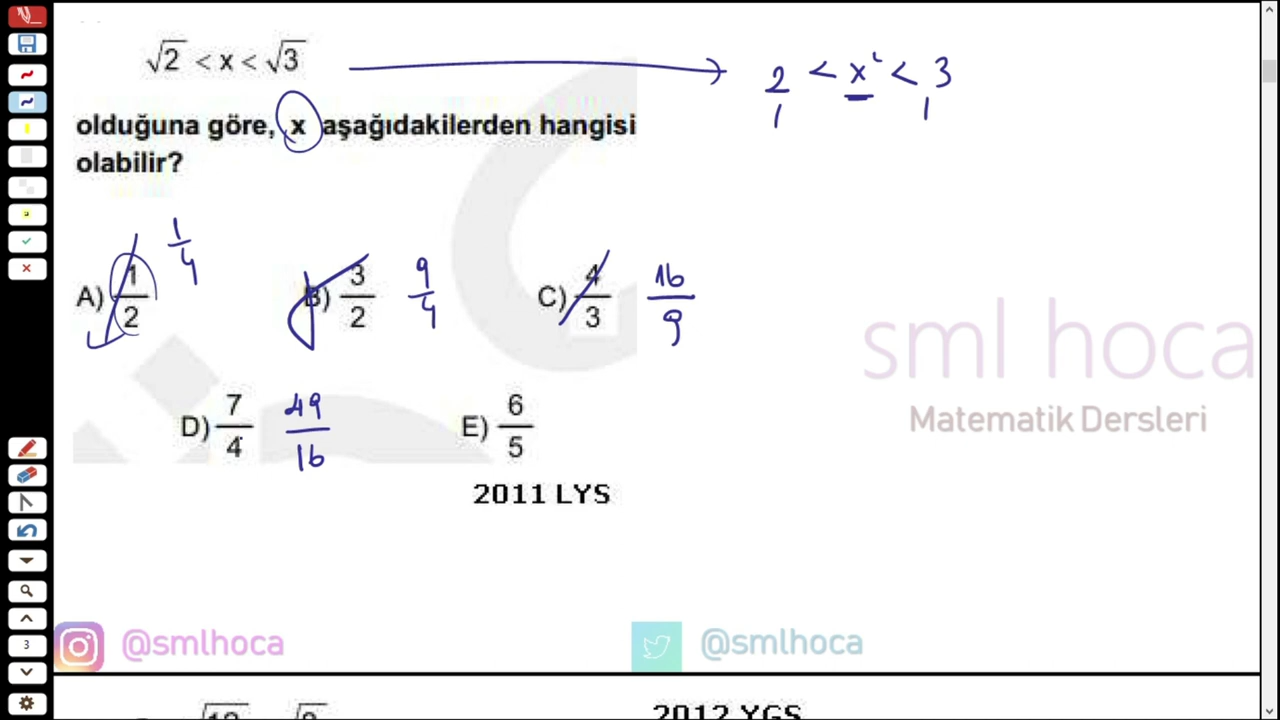 √2 < x < √3
2 < x² < 3
1 1
olduğuna göre, x aşağıdakilerden hangisi
olabilir?
A) 1/2 1/4 B) 3/2 9/4 C) 4/3 16/9
D) 7/4 49/16 E) 6/5
2011 LYS
sml hoca
Matematik Dersleri
@smlhoca @smlhoca
3
2012 YGS